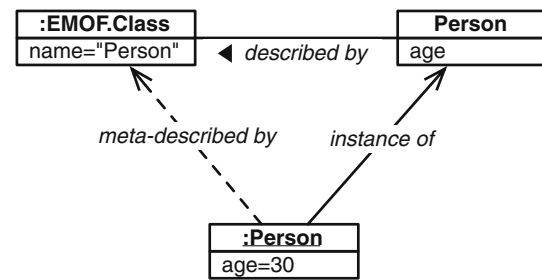 :EMOF.Class
Person
name="Person"
age
◀ described by
meta-described by
instance of
:Person
age=30